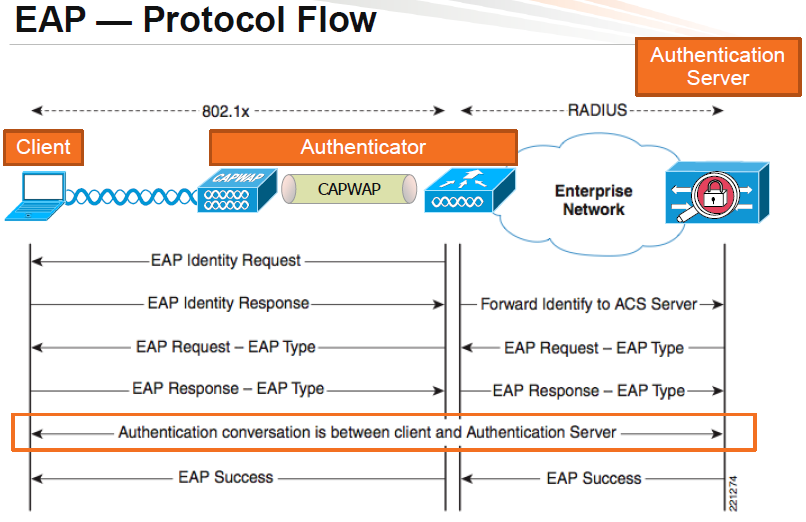 EAP — Protocol Flow
Authentication
Server
802.1x
RADIUS
Client
Authenticator
CAPWAP
CAPWAP
Enterprise
Network
EAP Identity Request
EAP Identity Response
Forward Identify to ACS Server
EAP Request – EAP Type
EAP Request – EAP Type
EAP Response – EAP Type
EAP Response – EAP Type
Authentication conversation is between client and Authentication Server
EAP Success
EAP Success
221274